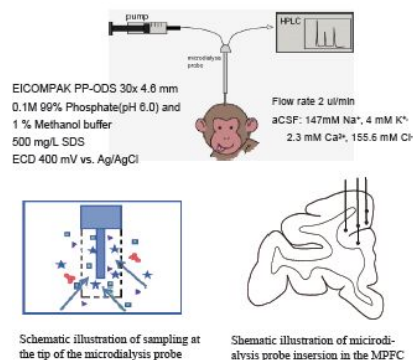 pump
HPLC
microdialysis
probe
EICOMPAK PP-ODS 30x 4.6 mm
0.1M 99% Phosphate(pH 6.0) and
1 % Methanol buffer
500 mg/L SDS
ECD 400 mV vs. Ag/AgCl
Flow rate 2 ul/min
aCSF: 147mM Na⁺, 4 mM K⁺
2.3 mM Ca²⁺, 155.6 mM Cl⁻
Schematic illustration of sampling at
the tip of the microdialysis probe
Shematic illustration of micirodi-
alysis probe insersion in the MPFC